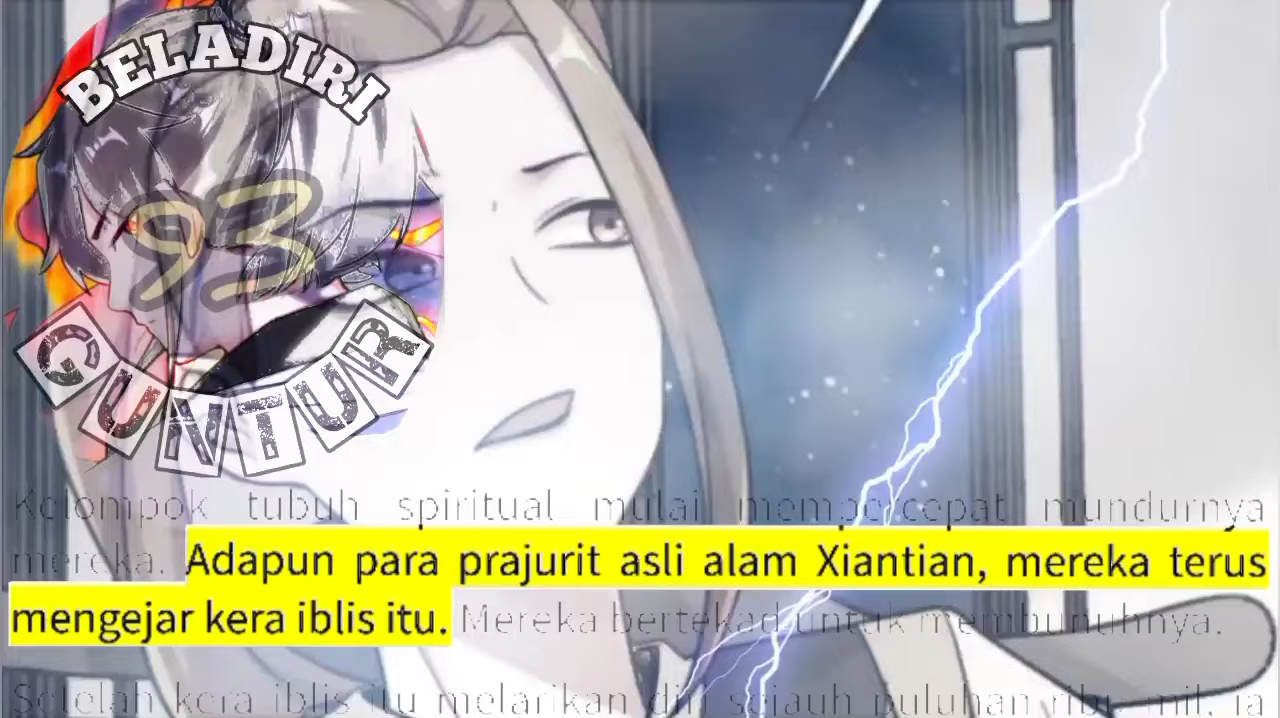 BELADIRI
93
GUNTUR
Kelompok tubuh spiritual mulai mempercepat mundurnya
mereka. Adapun para prajurit asli alam Xiantian, mereka terus
mengejar kera iblis itu. Mereka bertekad untuk membunuhnya.
Setelah kera iblis itu melarikan diri sejauh puluhan ribu mil, ia